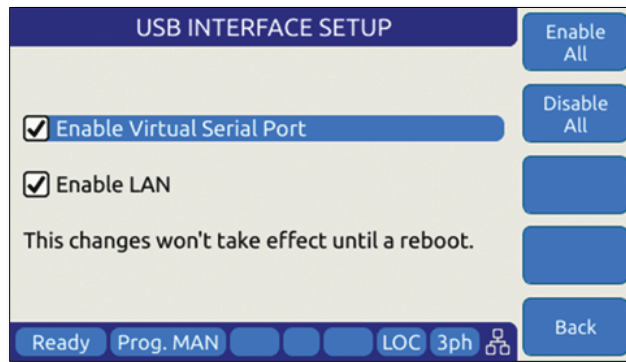 USB INTERFACE SETUP
Enable
All
Disable
All
Enable Virtual Serial Port
Enable LAN
This changes won't take effect until a reboot.
Back
Ready Prog. MAN LOC 3ph